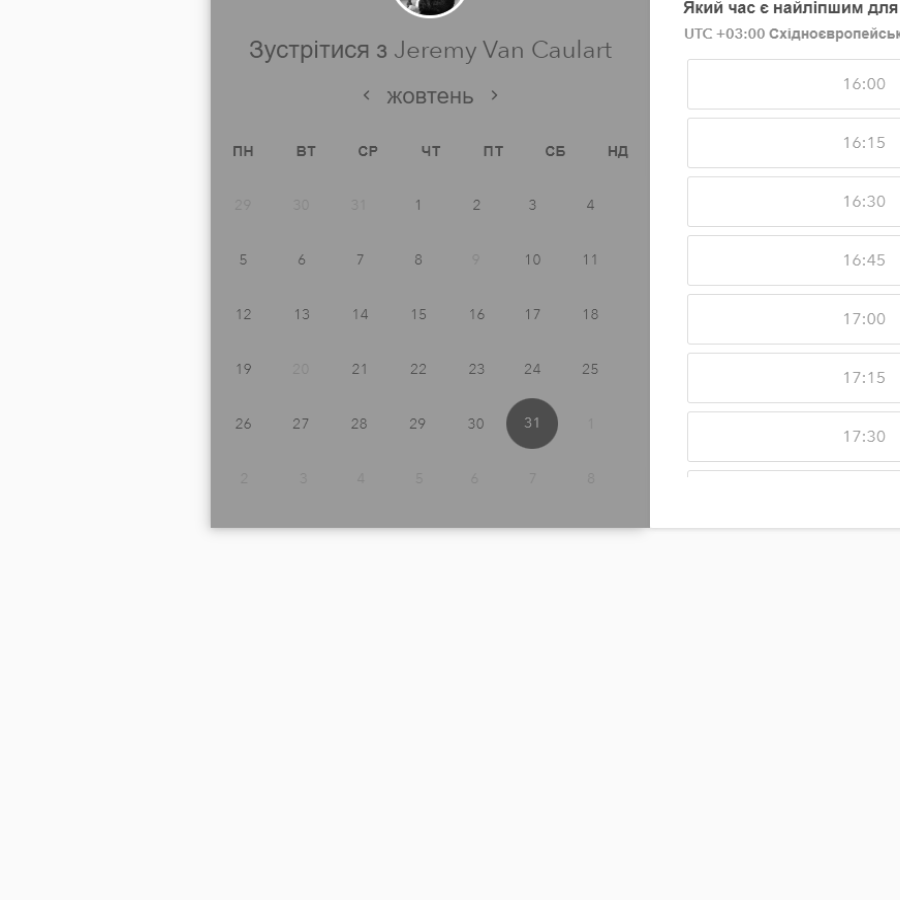 Зустрітися з Jeremy Van Caulart
жовтень
ПН ВТ СР ЧТ ПТ СБ НД
29 30 31 1 2 3 4
5 6 7 8 9 10 11
12 13 14 15 16 17 18
19 20 21 22 23 24 25
26 27 28 29 30 31 1
2 3 4 5 6 7 8
Який час є найліпшим для
UTC +03:00
16:00
16:15
16:30
16:45
17:00
17:15
17:30